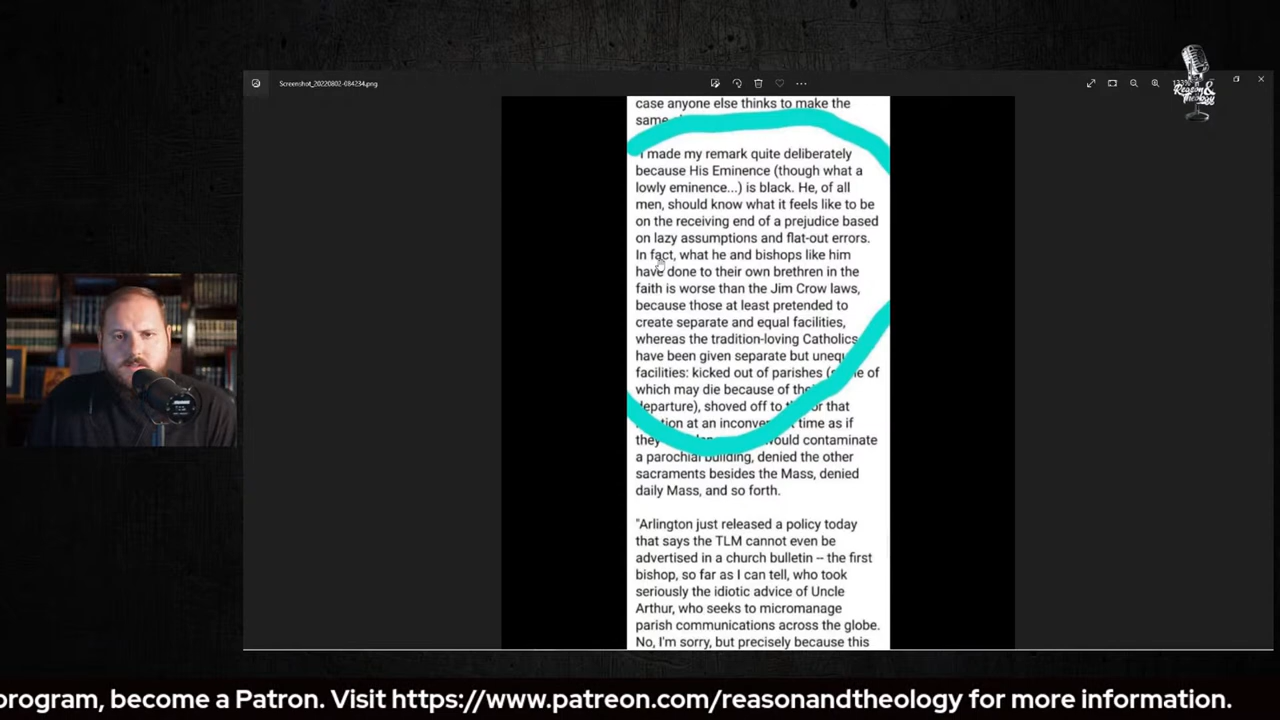 Screenshot_20220802-084234.png
Reason &
Theology
case anyone else thinks to make the
same
I made my remark quite deliberately
because His Eminence (though what a
lowly eminence...) is black. He, of all
men, should know what it feels like to be
on the receiving end of a prejudice based
on lazy assumptions and flat-out errors.
In fact, what he and bishops like him
have done to their own brethren in the
faith is worse than the Jim Crow laws,
because those at least pretended to
create separate and equal facilities,
whereas the tradition-loving Catholics
have been given separate but
facilities: kicked out of parishes ( of
which may die because of
departure), shoved off to or that
at an time as if
they would contaminate
a parochial building, denied the other
sacraments besides the Mass, denied
daily Mass, and so forth.
"Arlington just released a policy today
that says the TLM cannot even be
advertised in a church bulletin -- the first
bishop, so far as I can tell, who took
seriously the idiotic advice of Uncle
Arthur, who seeks to micromanage
parish communications across the globe.
No, I'm sorry, but precisely because this
program, become a Patron. Visit https://www.patreon.com/reasonandtheology for more information.